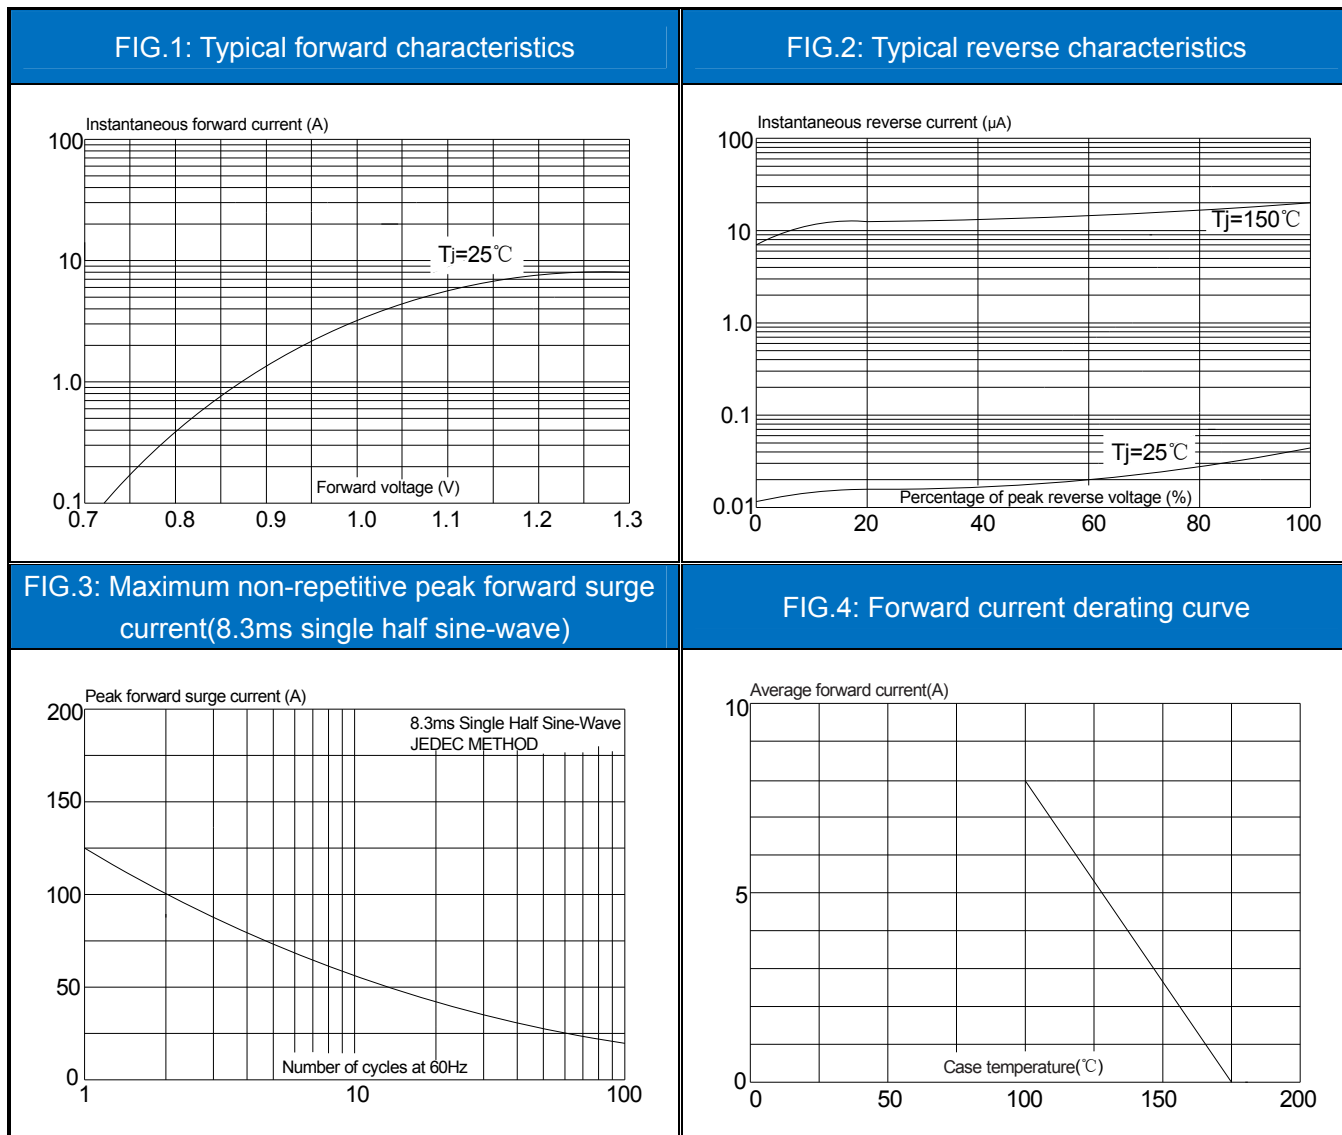 FIG.1: Typical forward characteristics
FIG.2: Typical reverse characteristics
Instantaneous forward current (A)
100
10
1.0
0.1
Tj=25℃
Forward voltage (V)
0.7 0.8 0.9 1.0 1.1 1.2 1.3
Instantaneous reverse current (μA)
100
10
1.0
0.1
0.01
Tj=150℃
Tj=25℃
Percentage of peak reverse voltage (%)
0 20 40 60 80 100
FIG.3: Maximum non-repetitive peak forward surge
current(8.3ms single half sine-wave)
FIG.4: Forward current derating curve
Peak forward surge current (A)
200
150
100
50
0
8.3ms Single Half Sine-Wave
JEDEC METHOD
Number of cycles at 60Hz
1 10 100
Average forward current(A)
10
5
0
Case temperature(℃)
0 50 100 150 200